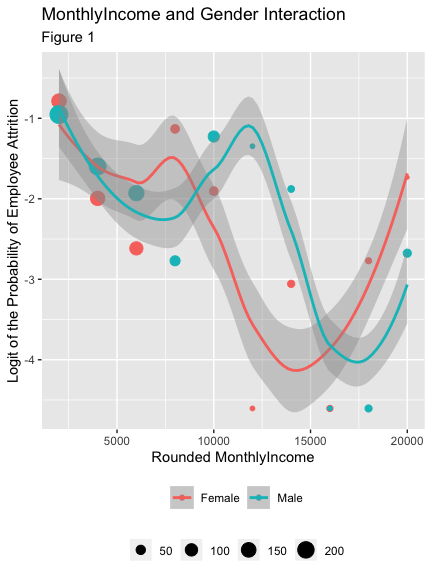 MonthlyIncome and Gender Interaction
Figure 1
Logit of the Probability of Employee Attrition
-1
-2
-3
-4
5000 10000 15000 20000
Rounded MonthlyIncome
Female Male
50 100 150 200